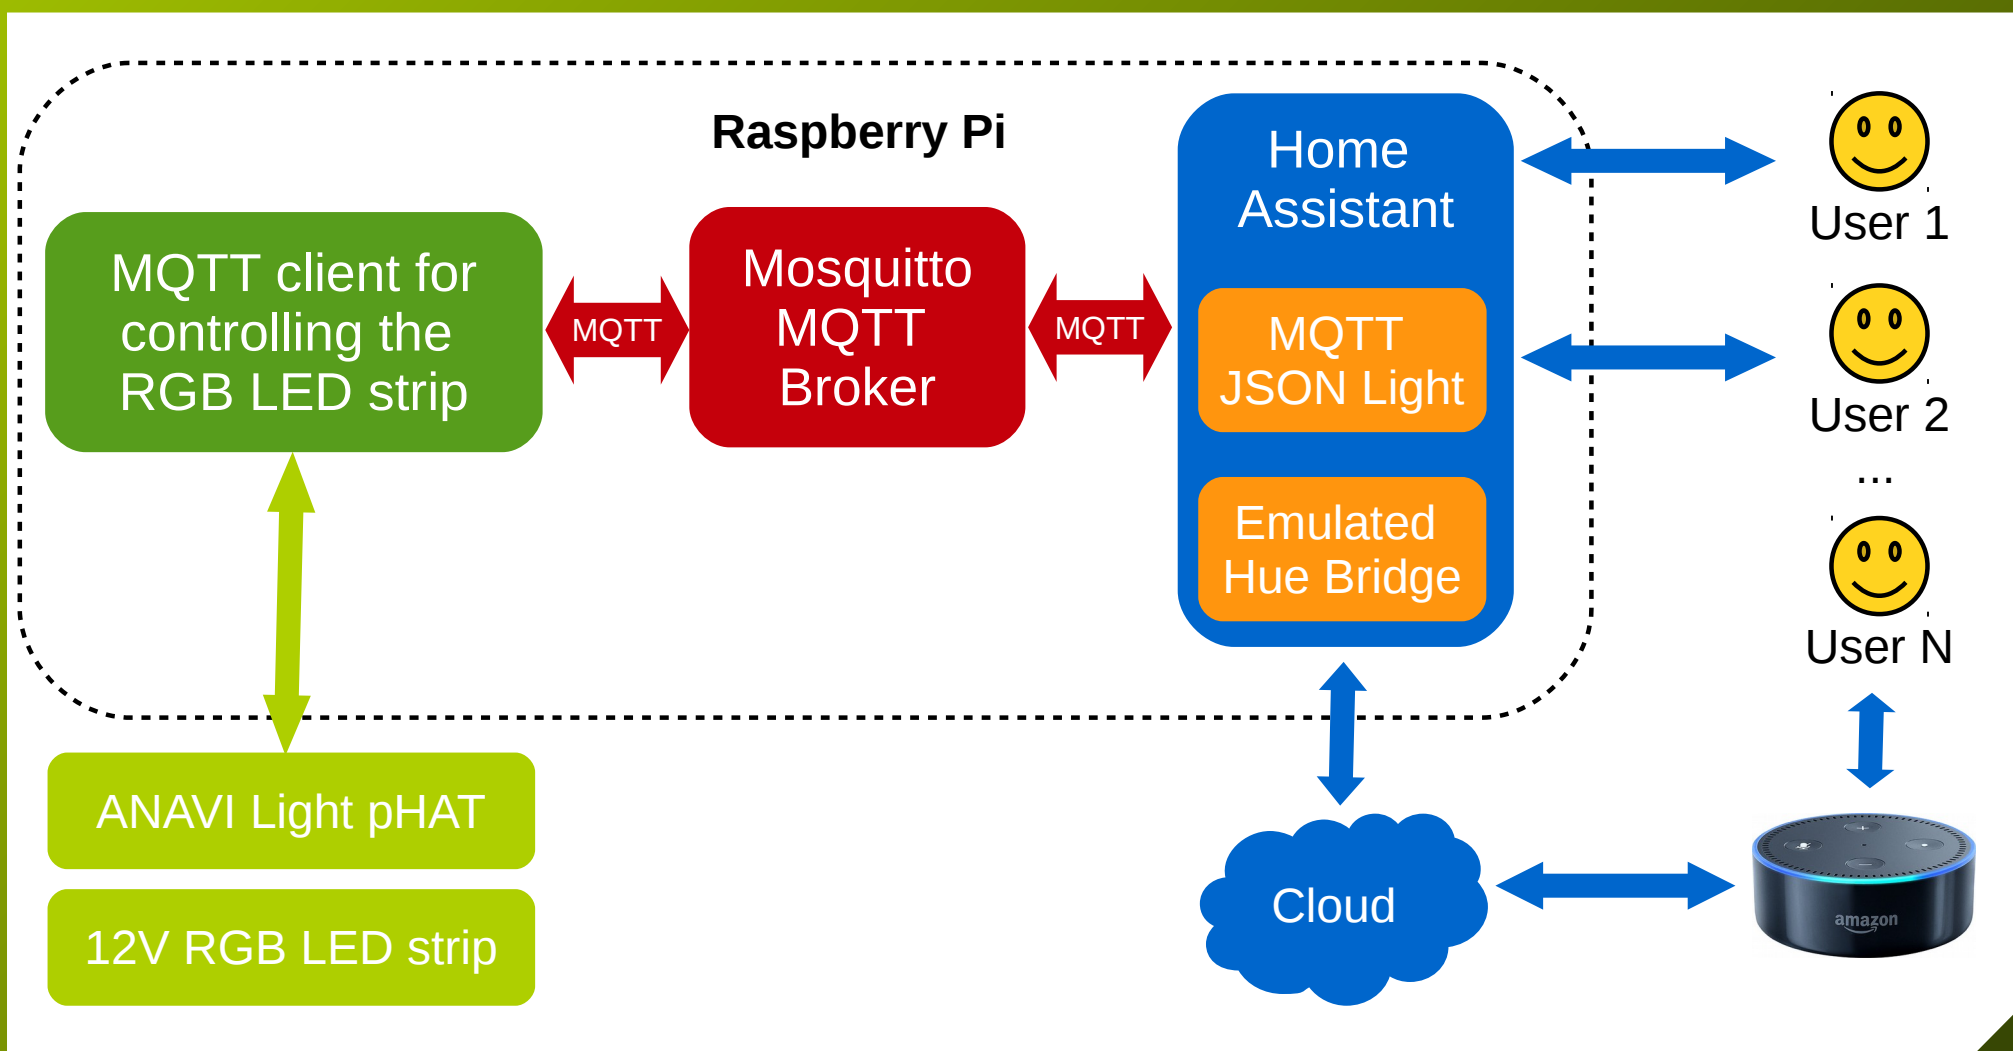 Raspberry Pi
MQTT client for
controlling the
RGB LED strip
MQTT
Mosquitto
MQTT
Broker
MQTT
Home
Assistant
MQTT
JSON Light
Emulated
Hue Bridge
User 1
User 2
...
User N
ANAVI Light pHAT
12V RGB LED strip
Cloud
amazon